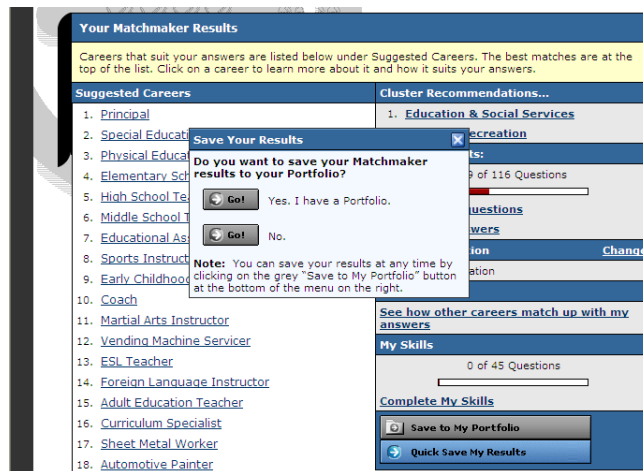 Your Matchmaker Results
Careers that suit your answers are listed below under Suggested Careers. The best matches are at the
top of the list. Click on a career to learn more about it and how it suits your answers.
Suggested Careers
1. Principal
2. Special Educati
3. Physical Educat
4. Elementary Sch
5. High School Tea
6. Middle School T
7. Educational Ass
8. Sports Instruct
9. Early Childhood
10. Coach
11. Martial Arts Instructor
12. Vending Machine Servicer
13. ESL Teacher
14. Foreign Language Instructor
15. Adult Education Teacher
16. Curriculum Specialist
17. Sheet Metal Worker
18. Automotive Painter
Save Your Results
Do you want to save your Matchmaker
results to your Portfolio?
Go! Yes. I have a Portfolio.
Go! No.
Note: You can save your results at any time by
clicking on the grey "Save to My Portfolio" button
at the bottom of the menu on the right.
Cluster Recommendations...
1. Education & Social Services
ecreation
ts:
9 of 116 Questions
uestions
wers
ion Change
ation
See how other careers match up with my
answers
My Skills
0 of 45 Questions
Complete My Skills
Save to My Portfolio
Quick Save My Results